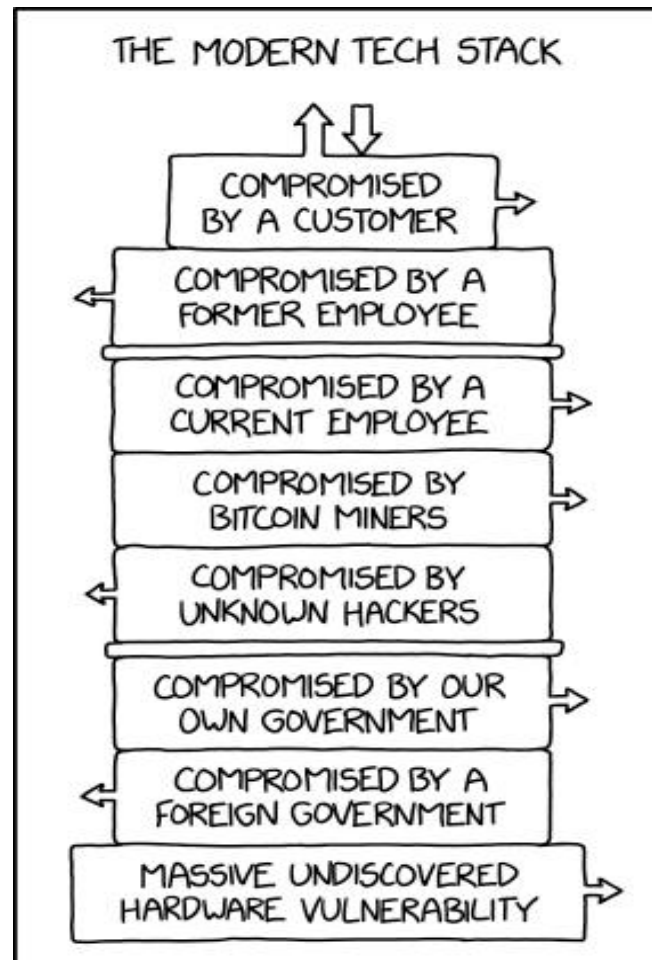 THE MODERN TECH STACK
COMPROMISED
BY A CUSTOMER
COMPROMISED BY A
FORMER EMPLOYEE
COMPROMISED BY A
CURRENT EMPLOYEE
COMPROMISED BY
BITCOIN MINERS
COMPROMISED BY
UNKNOWN HACKERS
COMPROMISED BY OUR
OWN GOVERNMENT
COMPROMISED BY A
FOREIGN GOVERNMENT
MASSIVE UNDISCOVERED
HARDWARE VULNERABILITY